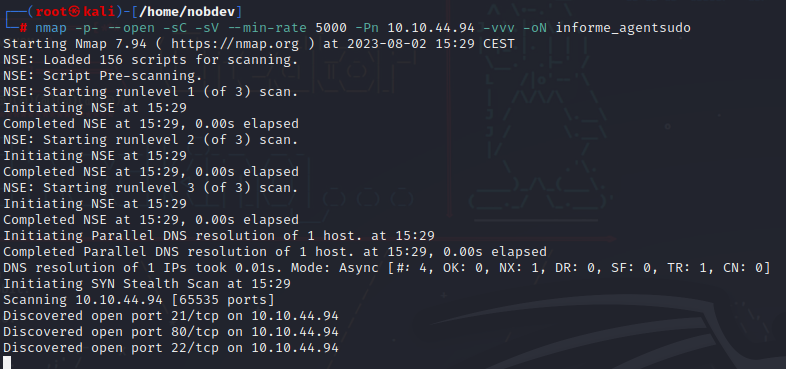 ┌──(root㉿kali)-[/home/nobdev]
└─# nmap -p- --open -sC -sV --min-rate 5000 -Pn 10.10.44.94 -vvv -oN informe_agentsudo
Starting Nmap 7.94 ( https://nmap.org ) at 2023-08-02 15:29 CEST
NSE: Loaded 156 scripts for scanning.
NSE: Script Pre-scanning.
NSE: Starting runlevel 1 (of 3) scan.
Initiating NSE at 15:29
Completed NSE at 15:29, 0.00s elapsed
NSE: Starting runlevel 2 (of 3) scan.
Initiating NSE at 15:29
Completed NSE at 15:29, 0.00s elapsed
NSE: Starting runlevel 3 (of 3) scan.
Initiating NSE at 15:29
Completed NSE at 15:29, 0.00s elapsed
Initiating Parallel DNS resolution of 1 host. at 15:29
Completed Parallel DNS resolution of 1 host. at 15:29, 0.00s elapsed
DNS resolution of 1 IPs took 0.01s. Mode: Async [#: 4, OK: 0, NX: 1, DR: 0, SF: 0, TR: 1, CN: 0]
Initiating SYN Stealth Scan at 15:29
Scanning 10.10.44.94 [65535 ports]
Discovered open port 21/tcp on 10.10.44.94
Discovered open port 80/tcp on 10.10.44.94
Discovered open port 22/tcp on 10.10.44.94